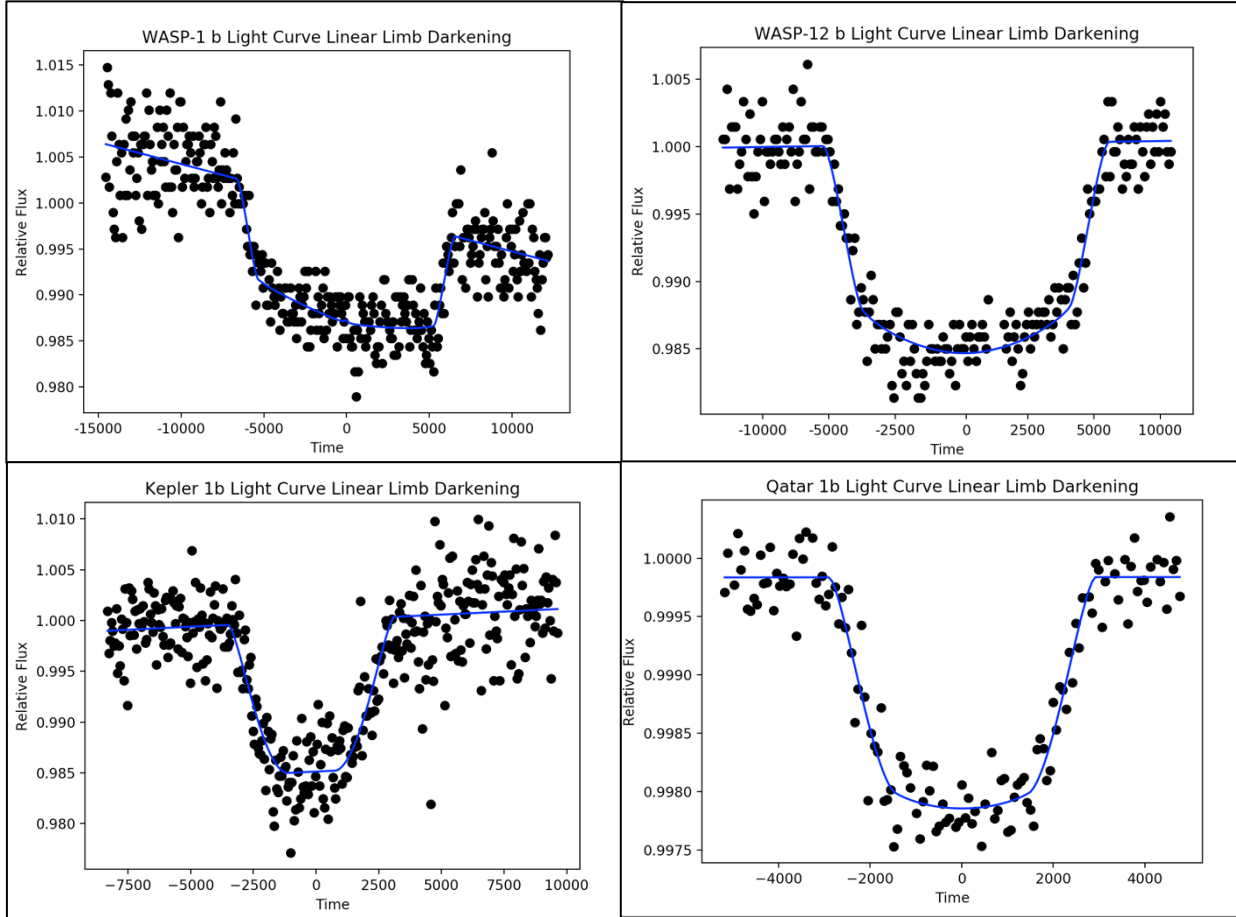 WASP-1 b Light Curve Linear Limb Darkening
1.015
1.010
1.005
1.000
0.995
0.990
0.985
0.980
Relative Flux
-15000 -10000 -5000 0 5000 10000
Time
WASP-12 b Light Curve Linear Limb Darkening
1.005
1.000
0.995
0.990
0.985
Relative Flux
-10000 -5000 -2500 0 2500 5000 10000
Time
Kepler 1b Light Curve Linear Limb Darkening
1.010
1.005
1.000
0.995
0.990
0.985
0.980
Relative Flux
−7500 −5000 −2500 0 2500 5000 7500 10000
Time
Qatar 1b Light Curve Linear Limb Darkening
1.0000
0.9995
0.9990
0.9985
0.9980
0.9975
Relative Flux
−4000 −2000 0 2000 4000
Time